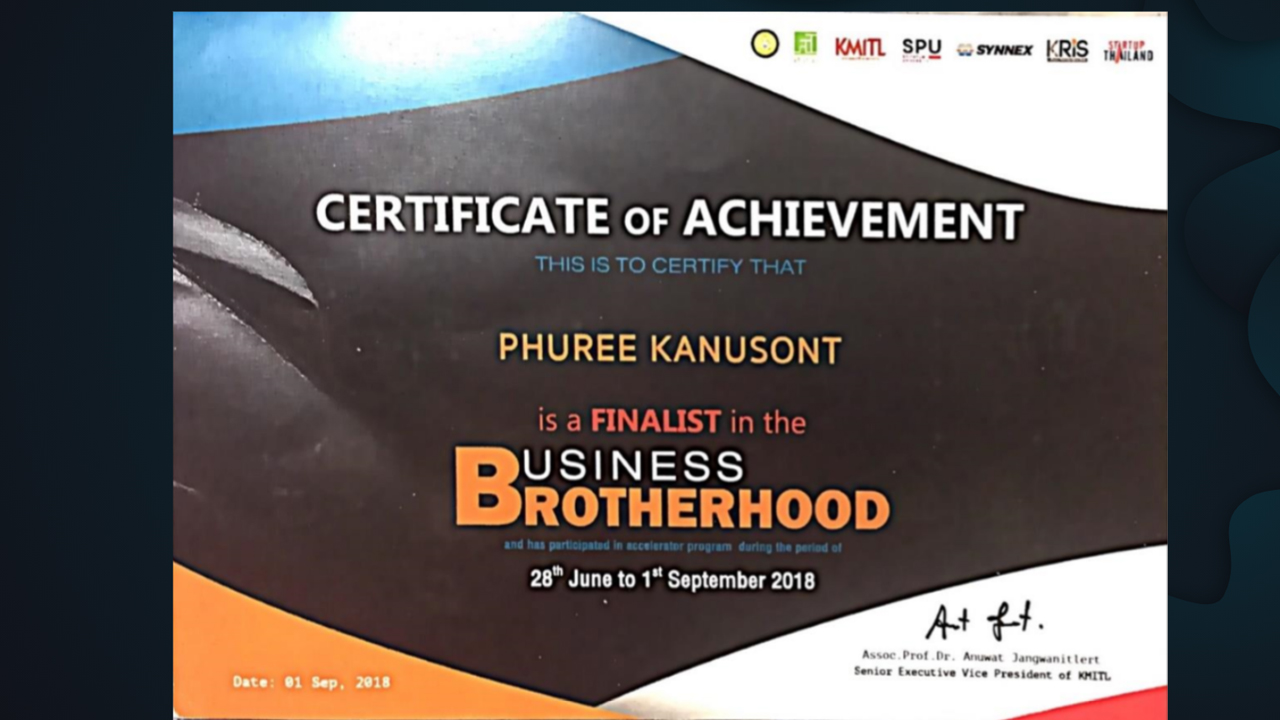 KMITL SPU SYNNEX KRIS STARTUP THAILAND
CERTIFICATE OF ACHIEVEMENT
THIS IS TO CERTIFY THAT
PHUREE KANUSONT
is a FINALIST in the
BUSINESS
BROTHERHOOD
and has participated in accelerator program during the period of
28th June to 1st September 2018
Assoc.Prof.Dr. Anuwat Jangwanitlert
Senior Executive Vice President of KMITL
Date: 01 Sep, 2018